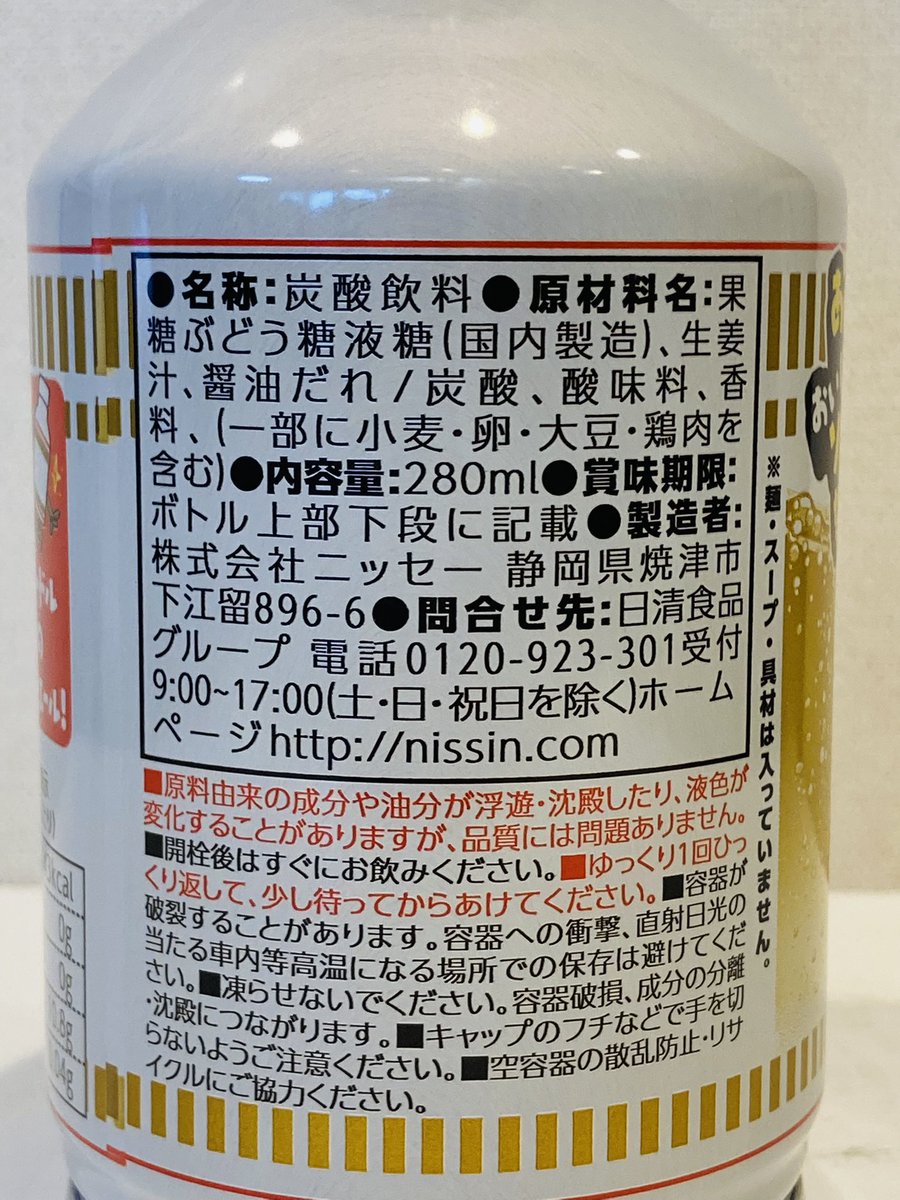 ●名称:炭酸飲料●原材料名:果
糖ぶどう糖液糖(国内製造)、生姜
汁、醤油だれ/炭酸、酸味料、香
料、(一部に小麦・卵・大豆・鶏肉を
含む)●内容量:280ml●賞味期限:
ボトル上部下段に記載●製造者:
株式会社ニッセー 静岡県焼津市
下江留896-6●問合せ先:日清食品
グループ 電話0120-923-301受付
9:00~17:00(土・日・祝日を除く)ホーム
ページhttp://nissin.com
■原料由来の成分や油分が浮遊・沈殿したり、液色が
変化することがありますが、品質には問題ありません。
■開栓後はすぐにお飲みください。■ゆっくり1回ひっ
くり返して、少し待ってからあけてください。■容器が
破裂することがあります。容器への衝撃、直射日光の
当たる車内等高温になる場所での保存は避けてくだ
さい。■凍らせないでください。容器破損、成分の分離
・沈殿につながります。■キャップのフチなどで手を切
らないようご注意ください。■空容器の散乱防止・リサ
イクルにご協力ください。
※麺・スープ・具材は入っていません。
kcal
0g
0g